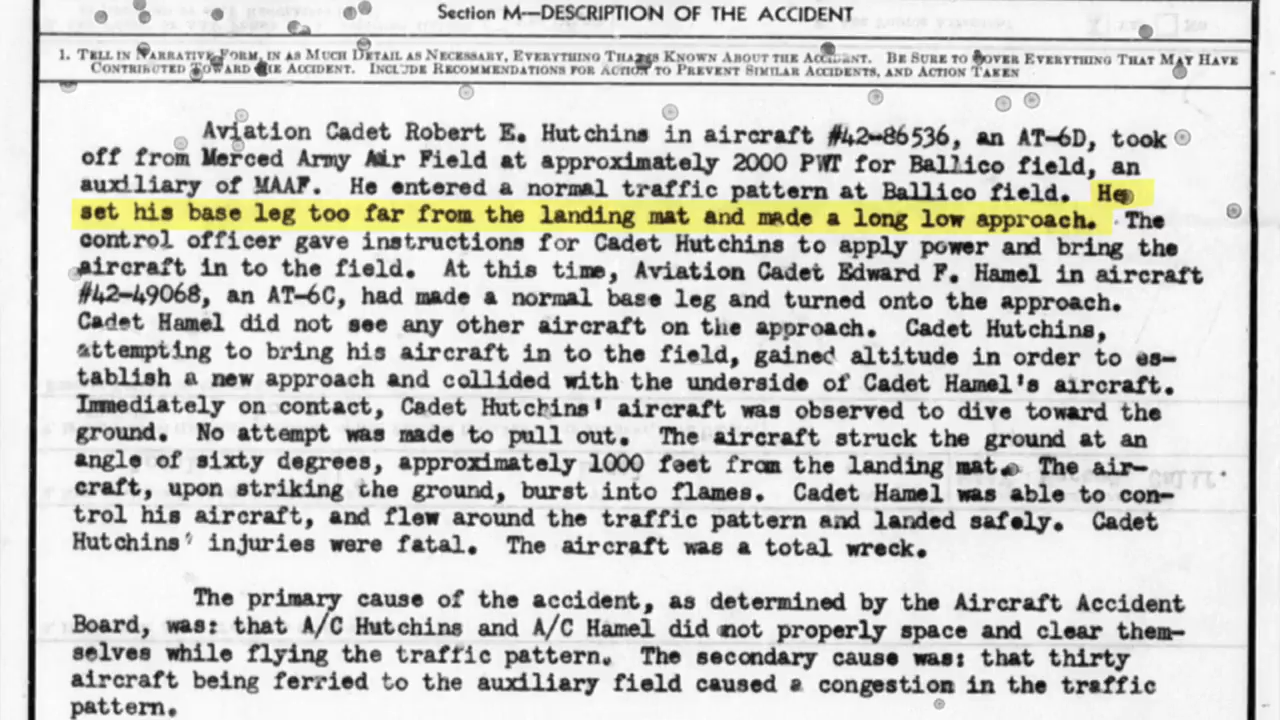 Section M—DESCRIPTION OF THE ACCIDENT
1. TELL IN NARRATIVE FORM, IN AS MUCH DETAIL AS NECESSARY, EVERYTHING THAT IS KNOWN ABOUT THE ACCIDENT. BE SURE TO COVER EVERYTHING THAT MAY HAVE
CONTRIBUTED TOWARD THE ACCIDENT. INCLUDE RECOMMENDATIONS FOR ACTION TO PREVENT SIMILAR ACCIDENTS, AND ACTION TAKEN
Aviation Cadet Robert E. Hutchins in aircraft #42-86536, an AT-6D, took
off from Merced Army Air Field at approximately 2000 PWT for Ballico field, an
auxiliary of MAAF. He entered a normal traffic pattern at Ballico field. He
set his base leg too far from the landing mat and made a long low approach. The
control officer gave instructions for Cadet Hutchins to apply power and bring the
aircraft in to the field. At this time, Aviation Cadet Edward F. Hamel in aircraft
#42-49068, an AT-6C, had made a normal base leg and turned onto the approach.
Cadet Hamel did not see any other aircraft on the approach. Cadet Hutchins,
attempting to bring his aircraft in to the field, gained altitude in order to es-
tablish a new approach and collided with the underside of Cadet Hamel's aircraft.
Immediately on contact, Cadet Hutchins' aircraft was observed to dive toward the
ground. No attempt was made to pull out. The aircraft struck the ground at an
angle of sixty degrees, approximately 1000 feet from the landing mat. The air-
craft, upon striking the ground, burst into flames. Cadet Hamel was able to con-
trol his aircraft, and flew around the traffic pattern and landed safely. Cadet
Hutchins' injuries were fatal. The aircraft was a total wreck.
The primary cause of the accident, as determined by the Aircraft Accident
Board, was: that A/C Hutchins and A/C Hamel did not properly space and clear them-
selves while flying the traffic pattern. The secondary cause was: that thirty
aircraft being ferried to the auxiliary field caused a congestion in the traffic
pattern.